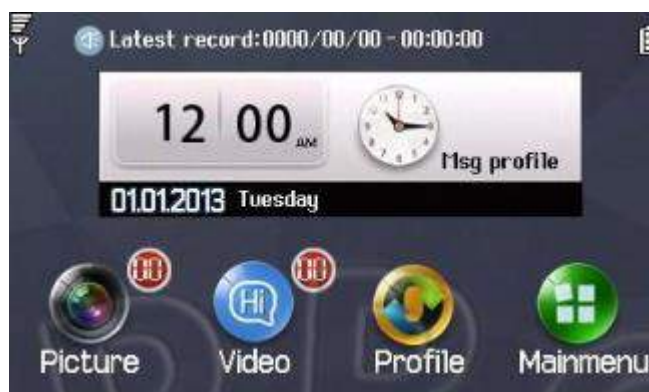 Latest record:0000/00/00-00:00:00
12 00 AM
Msg profile
01.01.2013 Tuesday
00 00
Hi
Picture Video Profile Mainmenu